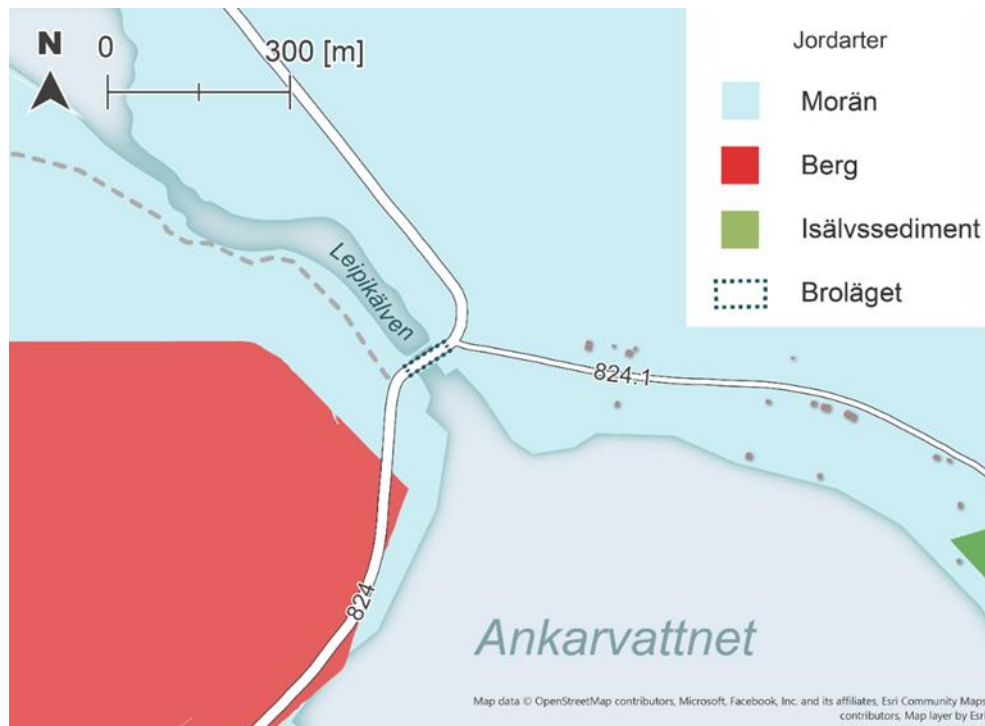 N
0
300 [m]
Jordarter
Morän
Berg
Isälvssediment
Broläget
Leipikälven
824.1
824
Ankarvattnet
Map data © OpenStreetMap contributors, Microsoft, Facebook, Inc. and its affiliates, Esri Community Maps
contributors, Map layer by Esri